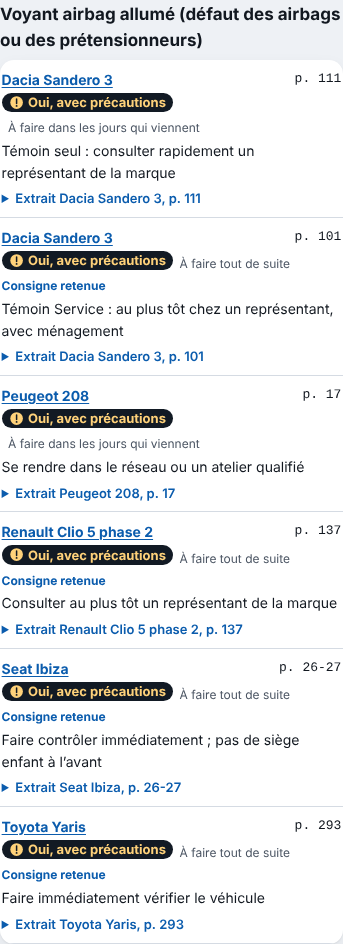 Voyant airbag allumé (défaut des airbags
ou des prétensionneurs)
Dacia Sandero 3 p. 111
! Oui, avec précautions
À faire dans les jours qui viennent
Témoin seul : consulter rapidement un
représentant de la marque
▶ Extrait Dacia Sandero 3, p. 111
Dacia Sandero 3 p. 101
! Oui, avec précautions À faire tout de suite
Consigne retenue
Témoin Service : au plus tôt chez un représentant,
avec ménagement
▶ Extrait Dacia Sandero 3, p. 101
Peugeot 208 p. 17
! Oui, avec précautions
À faire dans les jours qui viennent
Se rendre dans le réseau ou un atelier qualifié
▶ Extrait Peugeot 208, p. 17
Renault Clio 5 phase 2 p. 137
! Oui, avec précautions À faire tout de suite
Consigne retenue
Consulter au plus tôt un représentant de la marque
▶ Extrait Renault Clio 5 phase 2, p. 137
Seat Ibiza p. 26-27
! Oui, avec précautions À faire tout de suite
Consigne retenue
Faire contrôler immédiatement ; pas de siège
enfant à l’avant
▶ Extrait Seat Ibiza, p. 26-27
Toyota Yaris p. 293
! Oui, avec précautions À faire tout de suite
Consigne retenue
Faire immédiatement vérifier le véhicule
▶ Extrait Toyota Yaris, p. 293